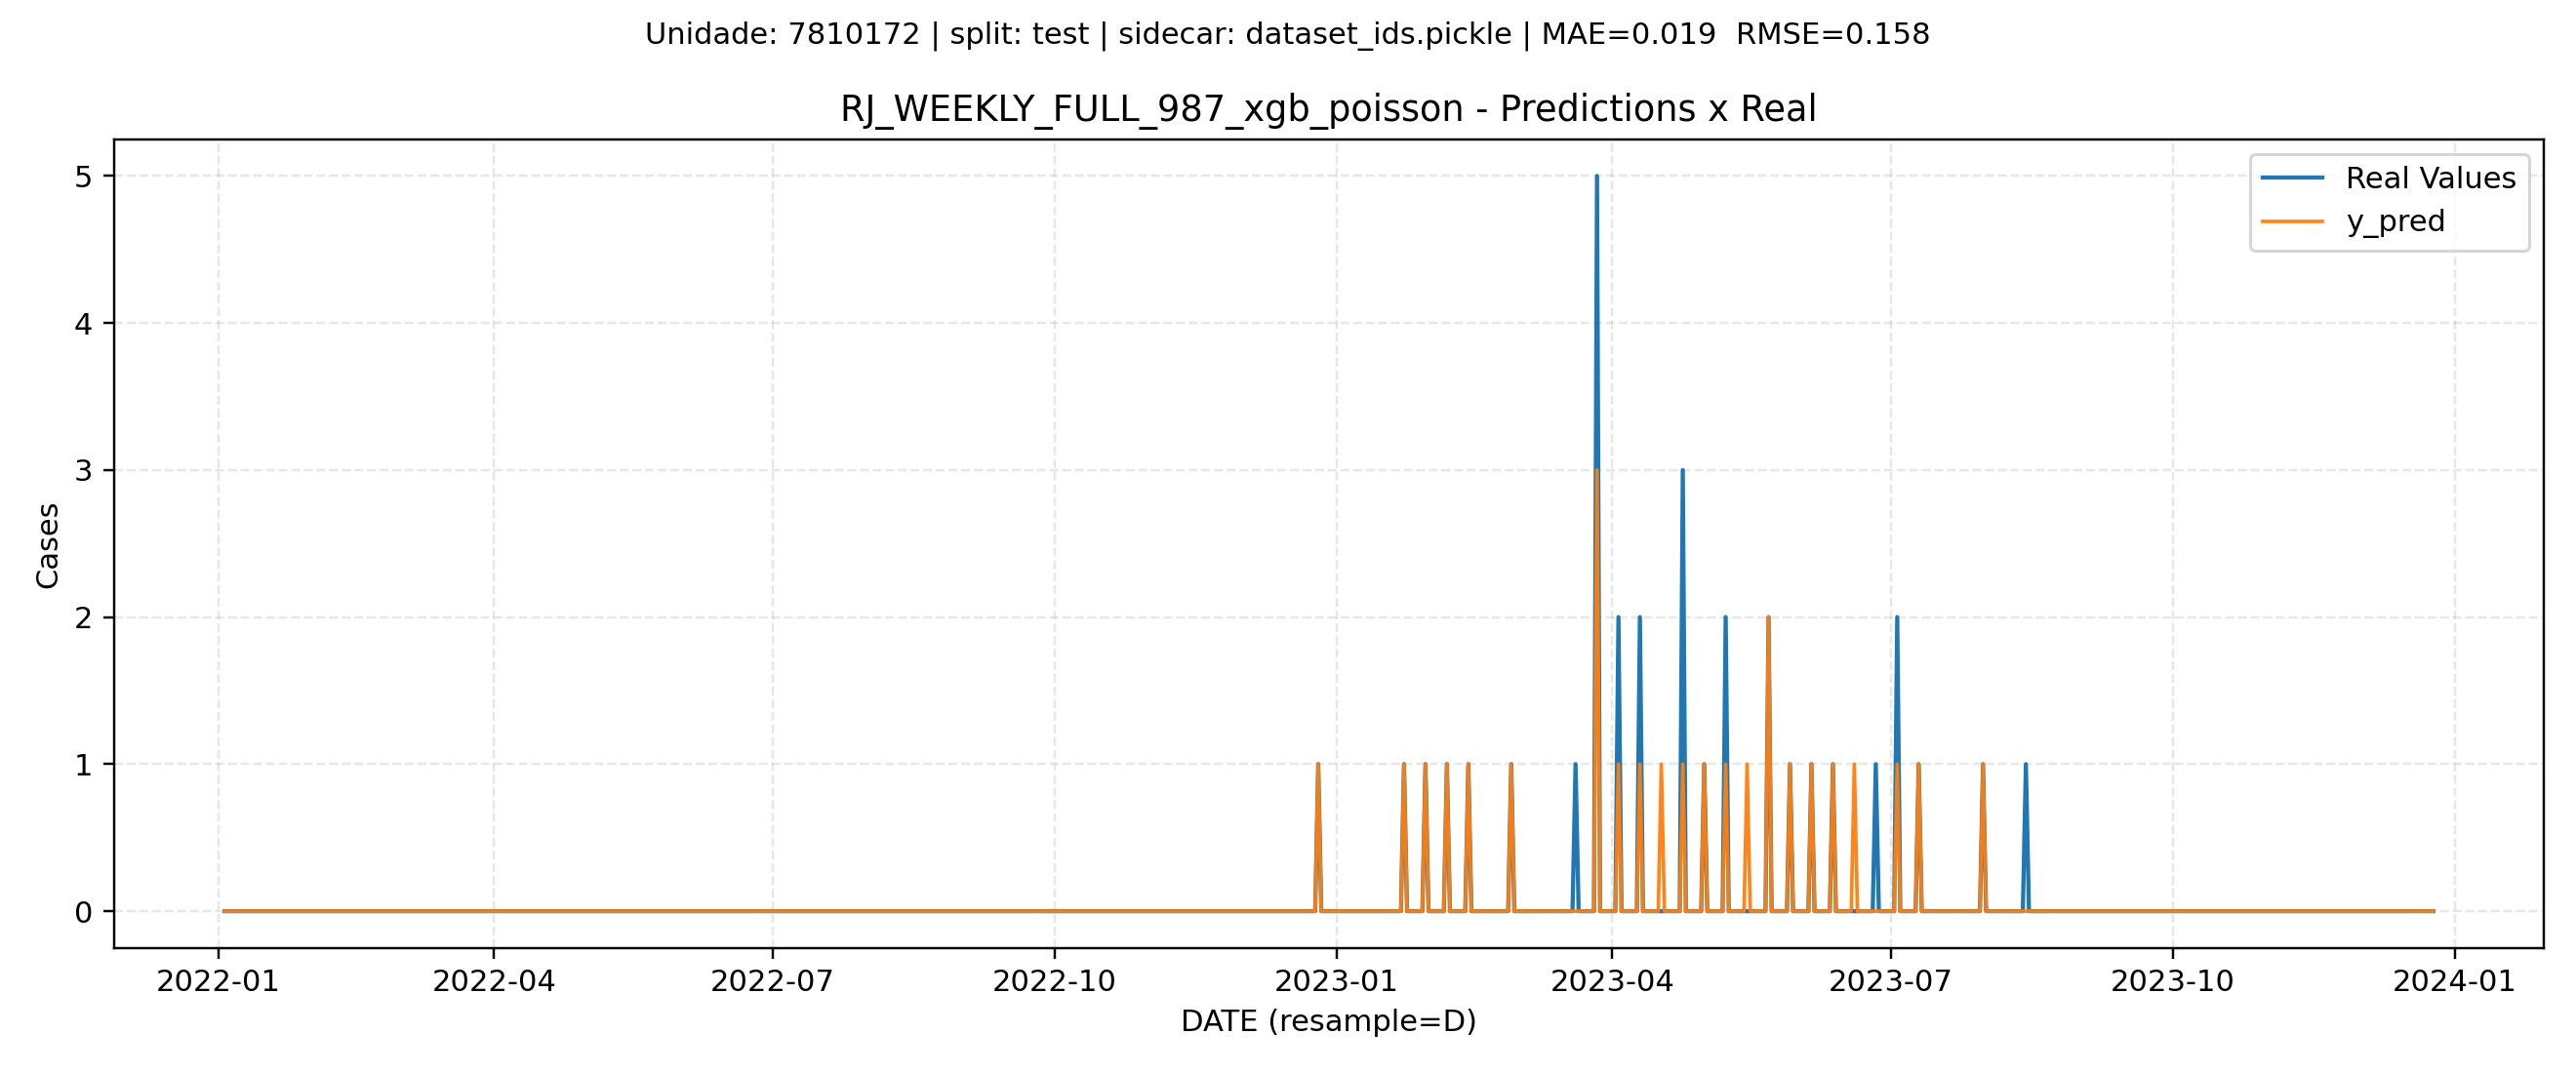 Unidade: 7810172 | split: test | sidecar: dataset_ids.pickle | MAE=0.019  RMSE=0.158
RJ_WEEKLY_FULL_987_xgb_poisson - Predictions x Real
Real Values
y_pred
5
4
3
2
1
0
Cases
2022-01
2022-04
2022-07
2022-10
2023-01
2023-04
2023-07
2023-10
2024-01
DATE (resample=D)